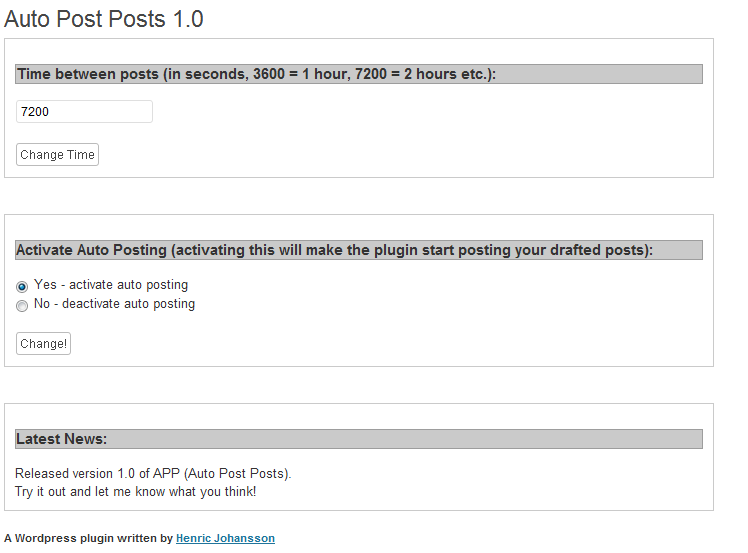 Auto Post Posts 1.0
Time between posts (in seconds, 3600 = 1 hour, 7200 = 2 hours etc.):
7200
Change Time
Activate Auto Posting (activating this will make the plugin start posting your drafted posts):
Yes - activate auto posting
No - deactivate auto posting
Change!
Latest News:
Released version 1.0 of APP (Auto Post Posts).
Try it out and let me know what you think!
A Wordpress plugin written by Henric Johansson